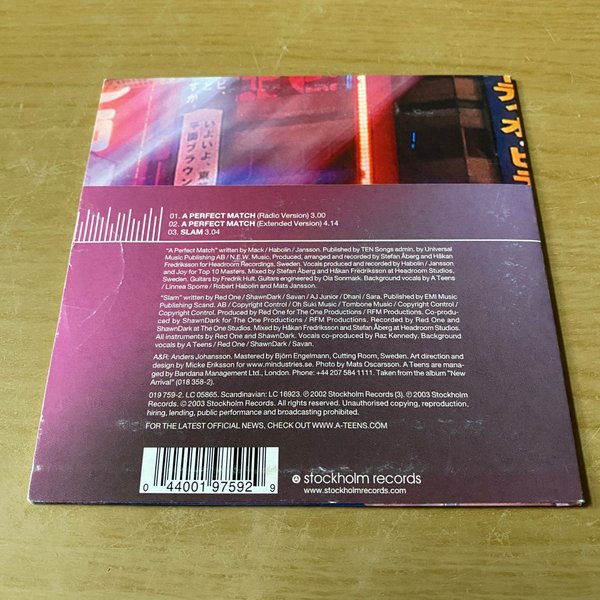 いよいよ、東
平面ブラウン
01. A PERFECT MATCH (Radio Version) 3.00
02. A PERFECT MATCH (Extended Version) 4.14
03. SLAM 3.04
"A Perfect Match" written by Mack / Habolin / Jansson. Published by TEN Songs admin. by Universal
Music Publishing AB / N.E.W. Music. Produced, arranged and recorded by Stefan Åberg and Håkan
Fredriksson for Headroom Recordings, Sweden. Vocals produced and recorded by Habolin / Jansson
and Joy for Top 10 Masters. Mixed by Stefan Åberg and Håkan Fredriksson at Headroom Studios,
Sweden. Guitars by Fredrik Hult. Guitars engineered by Ola Sonmark. Background vocals by A Teens
/ Linnea Sporre / Robert Habolin and Mats Jansson.
"Slam" written by Red One / ShawnDark / Savan / AJ Junior / Dhani / Sara. Published by EMI Music
Publishing Scand. AB / Copyright Control / Oh Suki Music / Tombone Music / Copyright Control /
Copyright Control. Produced by Red One for The One Productions / RFM Productions. Co-produ-
ced by ShawnDark for The One Productions / RFM Productions. Recorded by Red One and
ShawnDark at The One Studios. Mixed by Håkan Fredriksson and Stefan Åberg at Headroom Studios.
All instruments by Red One and ShawnDark. Vocals co-produced by Raz Kennedy. Background
vocals by A Teens / Red One / ShawnDark / Savan.
A&R: Anders Johansson. Mastered by Björn Engelmann, Cutting Room, Sweden. Art direction and
design by Micke Eriksson for www.mindustries.se. Photo by Mats Oscarsson. A Teens are mana-
ged by Bandana Management Ltd., London. Phone: +44 207 584 1111. Taken from the album "New
Arrival" (018 358-2).
019 759-2. LC 05865. Scandinavian: LC 16923. ℗ 2002 Stockholm Records (3). ℗ 2003 Stockholm
Records. © 2003 Stockholm Records. All rights reserved. Unauthorised copying, reproduction,
hiring, lending, public performance and broadcasting prohibited.
FOR THE LATEST OFFICIAL NEWS, CHECK OUT WWW.A-TEENS.COM
0 44001 97592 9
stockholm records
www.stockholmrecords.com